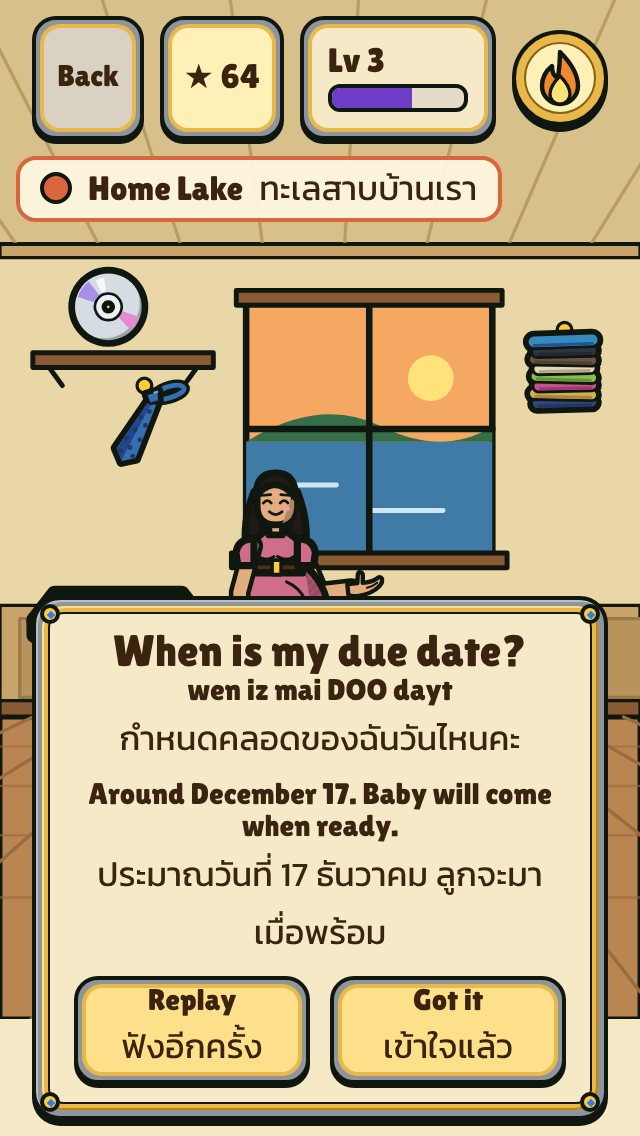 Back
★ 64
Lv 3
Home Lake ทะเลสาบบ้านเรา
When is my due date?
wen iz mai DOO dayt
กำหนดคลอดของฉันวันไหนคะ
Around December 17. Baby will come
when ready.
ประมาณวันที่ 17 ธันวาคม ลูกจะมา
เมื่อพร้อม
Replay
ฟังอีกครั้ง
Got it
เข้าใจแล้ว